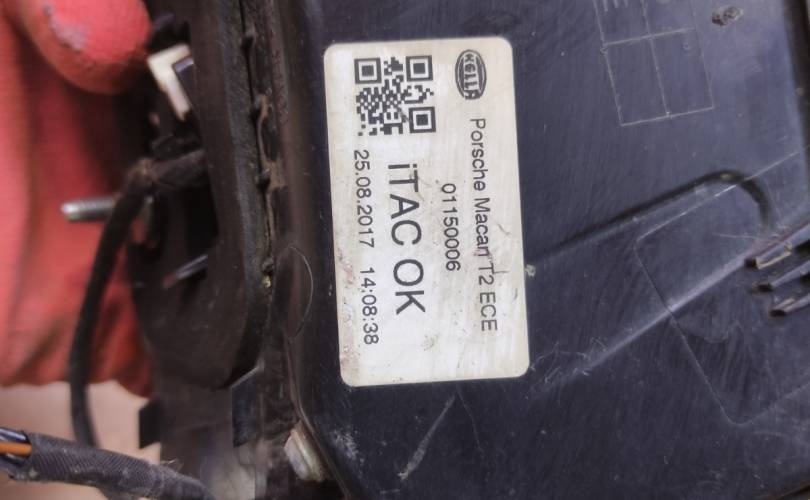 HELLA
Porsche Macan T2 ECE
01150006
iTAC OK
25.08.2017 14:08:38